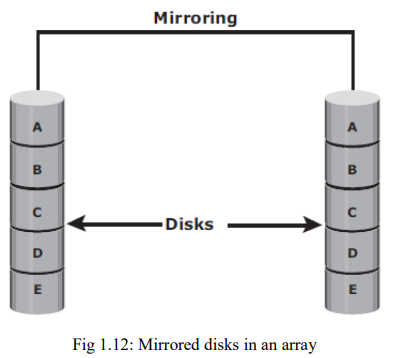 Mirroring
A
A
B
B
C
C
Disks
D
D
E
E
Fig 1.12: Mirrored disks in an array